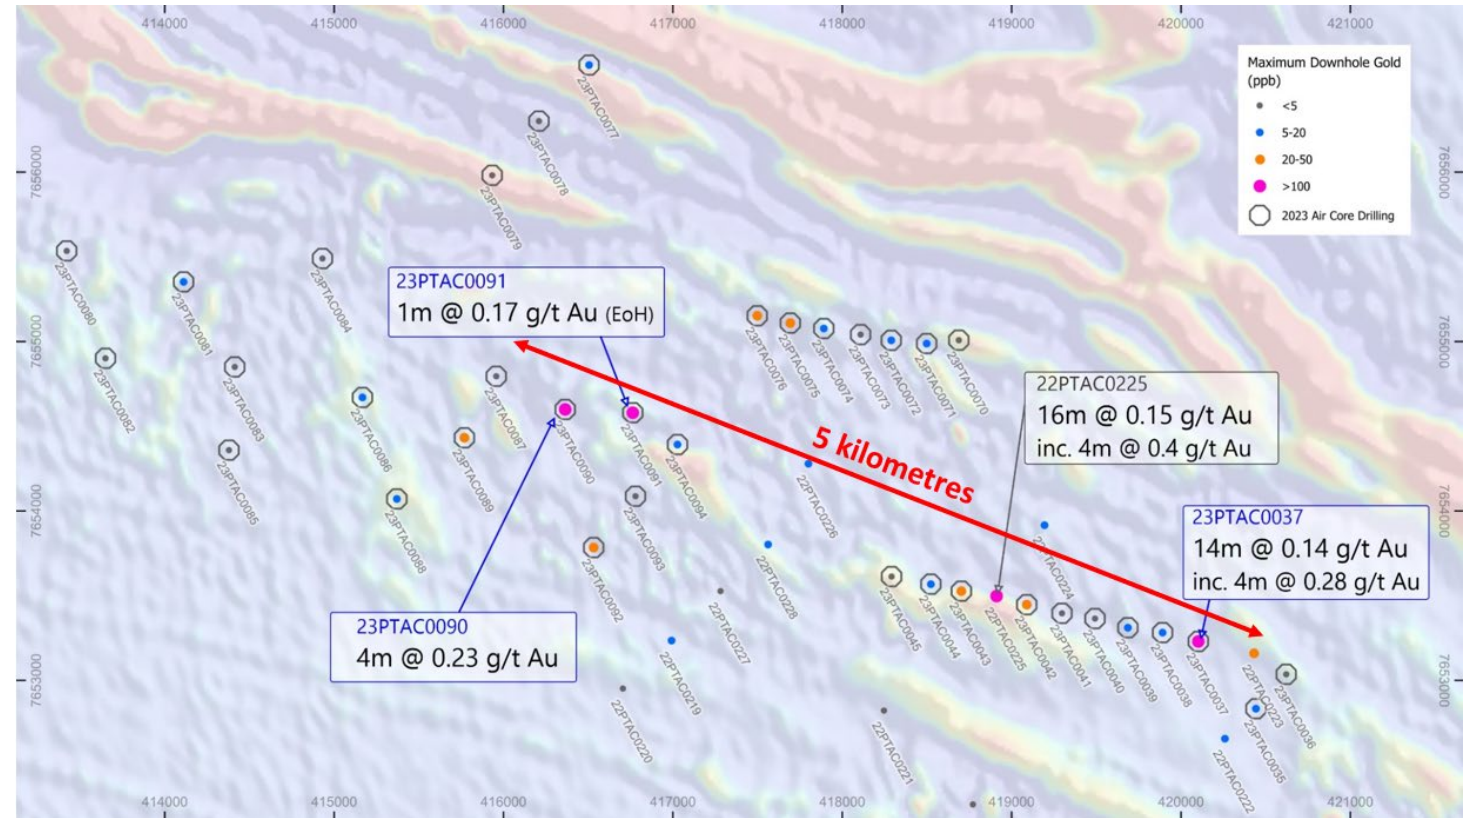 414000
415000
416000
417000
418000
419000
420000
421000
Maximum Downhole Gold
(ppb)
<5
5-20
20-50
>100
2023 Air Core Drilling
7656000
7656000
7655000
7655000
7654000
7654000
7653000
7653000
23PTAC0077
23PTAC0078
23PTAC0079
23PTAC0080
23PTAC0081
23PTAC0084
23PTAC0082
23PTAC0083
23PTAC0085
23PTAC0086
23PTAC0087
23PTAC0088
23PTAC0089
23PTAC0091
1m @ 0.17 g/t Au (EoH)
23PTAC0090
23PTAC0091
23PTAC0094
23PTAC0093
23PTAC0092
23PTAC0076
23PTAC0075
23PTAC0074
23PTAC0073
23PTAC0072
23PTAC0071
23PTAC0070
5 kilometres
22PTAC0225
16m @ 0.15 g/t Au
inc. 4m @ 0.4 g/t Au
23PTAC0037
14m @ 0.14 g/t Au
inc. 4m @ 0.28 g/t Au
23PTAC0090
4m @ 0.23 g/t Au
22PTAC0226
22PTAC0228
22PTAC0224
22PTAC0227
22PTAC0219
22PTAC0220
22PTAC0221
23PTAC0045
23PTAC0044
23PTAC0043
22PTAC0225
23PTAC0042
23PTAC0041
23PTAC0040
23PTAC0039
23PTAC0038
23PTAC0037
22PTAC0223
23PTAC0036
23PTAC0035
22PTAC0222
414000
415000
416000
417000
418000
419000
420000
421000